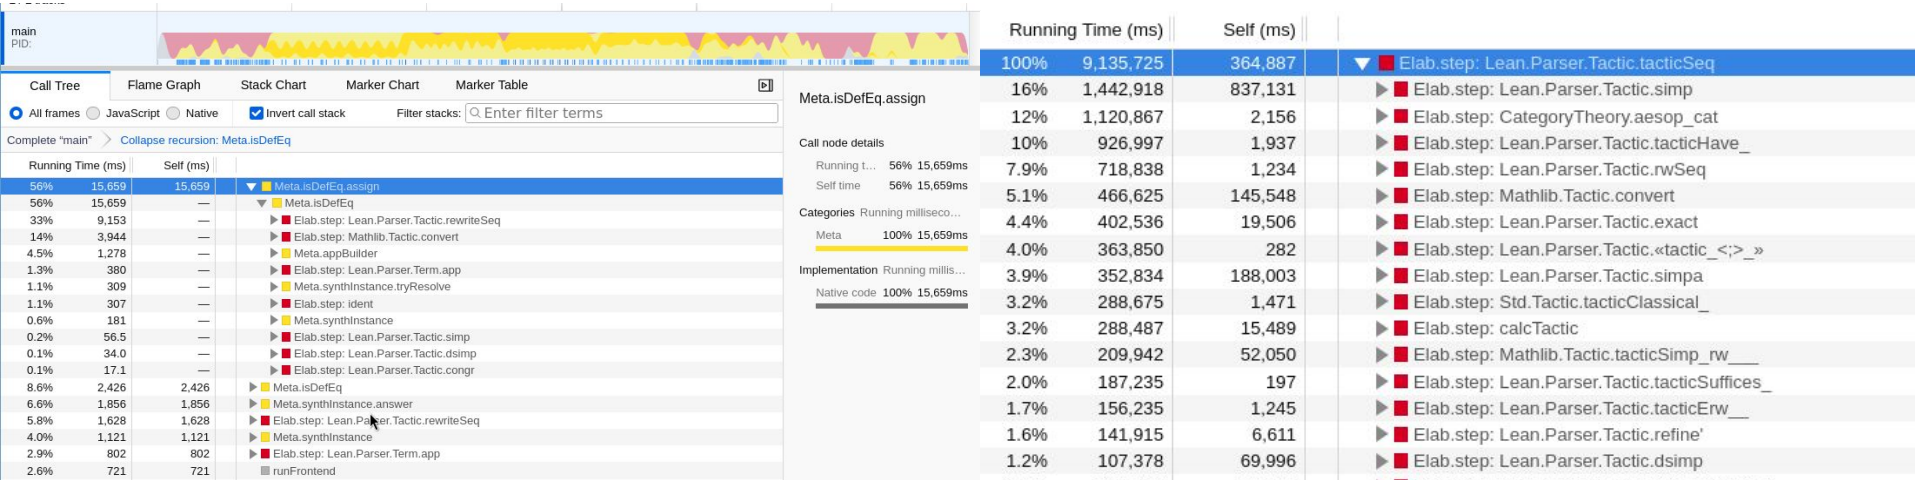 main
PID:
Call Tree Flame Graph Stack Chart Marker Chart Marker Table
All frames JavaScript Native Invert call stack Filter stacks: Enter filter terms
Complete “main” Collapse recursion: Meta.isDefEq
Running Time (ms) Self (ms)
56% 15,659 15,659 Meta.isDefEq.assign
56% 15,659 — Meta.isDefEq
33% 9,153 — Elab.step: Lean.Parser.Tactic.rewriteSeq
14% 3,944 — Elab.step: Mathlib.Tactic.convert
4.5% 1,278 — Meta.appBuilder
1.3% 380 — Elab.step: Lean.Parser.Term.app
1.1% 309 — Meta.synthInstance.tryResolve
1.1% 307 — Elab.step: ident
0.6% 181 — Meta.synthInstance
0.2% 56.5 — Elab.step: Lean.Parser.Tactic.simp
0.1% 34.0 — Elab.step: Lean.Parser.Tactic.dsimp
0.1% 17.1 — Elab.step: Lean.Parser.Tactic.congr
8.6% 2,426 2,426 Meta.isDefEq
6.6% 1,856 1,856 Meta.synthInstance.answer
5.8% 1,628 1,628 Elab.step: Lean.Parser.Tactic.rewriteSeq
4.0% 1,121 1,121 Meta.synthInstance
2.9% 802 802 Elab.step: Lean.Parser.Term.app
2.6% 721 721 runFrontend
Meta.isDefEq.assign
Call node details
Running t… 56% 15,659ms
Self time 56% 15,659ms
Categories Running milliseco…
Meta 100% 15,659ms
Implementation Running millis…
Native code 100% 15,659ms
Running Time (ms) Self (ms)
100% 9,135,725 364,887 Elab.step: Lean.Parser.Tactic.tacticSeq
16% 1,442,918 837,131 Elab.step: Lean.Parser.Tactic.simp
12% 1,120,867 2,156 Elab.step: CategoryTheory.aesop_cat
10% 926,997 1,937 Elab.step: Lean.Parser.Tactic.tacticHave_
7.9% 718,838 1,234 Elab.step: Lean.Parser.Tactic.rwSeq
5.1% 466,625 145,548 Elab.step: Mathlib.Tactic.convert
4.4% 402,536 19,506 Elab.step: Lean.Parser.Tactic.exact
4.0% 363,850 282 Elab.step: Lean.Parser.Tactic.«tactic_<;>_»
3.9% 352,834 188,003 Elab.step: Lean.Parser.Tactic.simpa
3.2% 288,675 1,471 Elab.step: Std.Tactic.tacticClassical_
3.2% 288,487 15,489 Elab.step: calcTactic
2.3% 209,942 52,050 Elab.step: Mathlib.Tactic.tacticSimp_rw___
2.0% 187,235 197 Elab.step: Lean.Parser.Tactic.tacticSuffices_
1.7% 156,235 1,245 Elab.step: Lean.Parser.Tactic.tacticErw__
1.6% 141,915 6,611 Elab.step: Lean.Parser.Tactic.refine'
1.2% 107,378 69,996 Elab.step: Lean.Parser.Tactic.dsimp